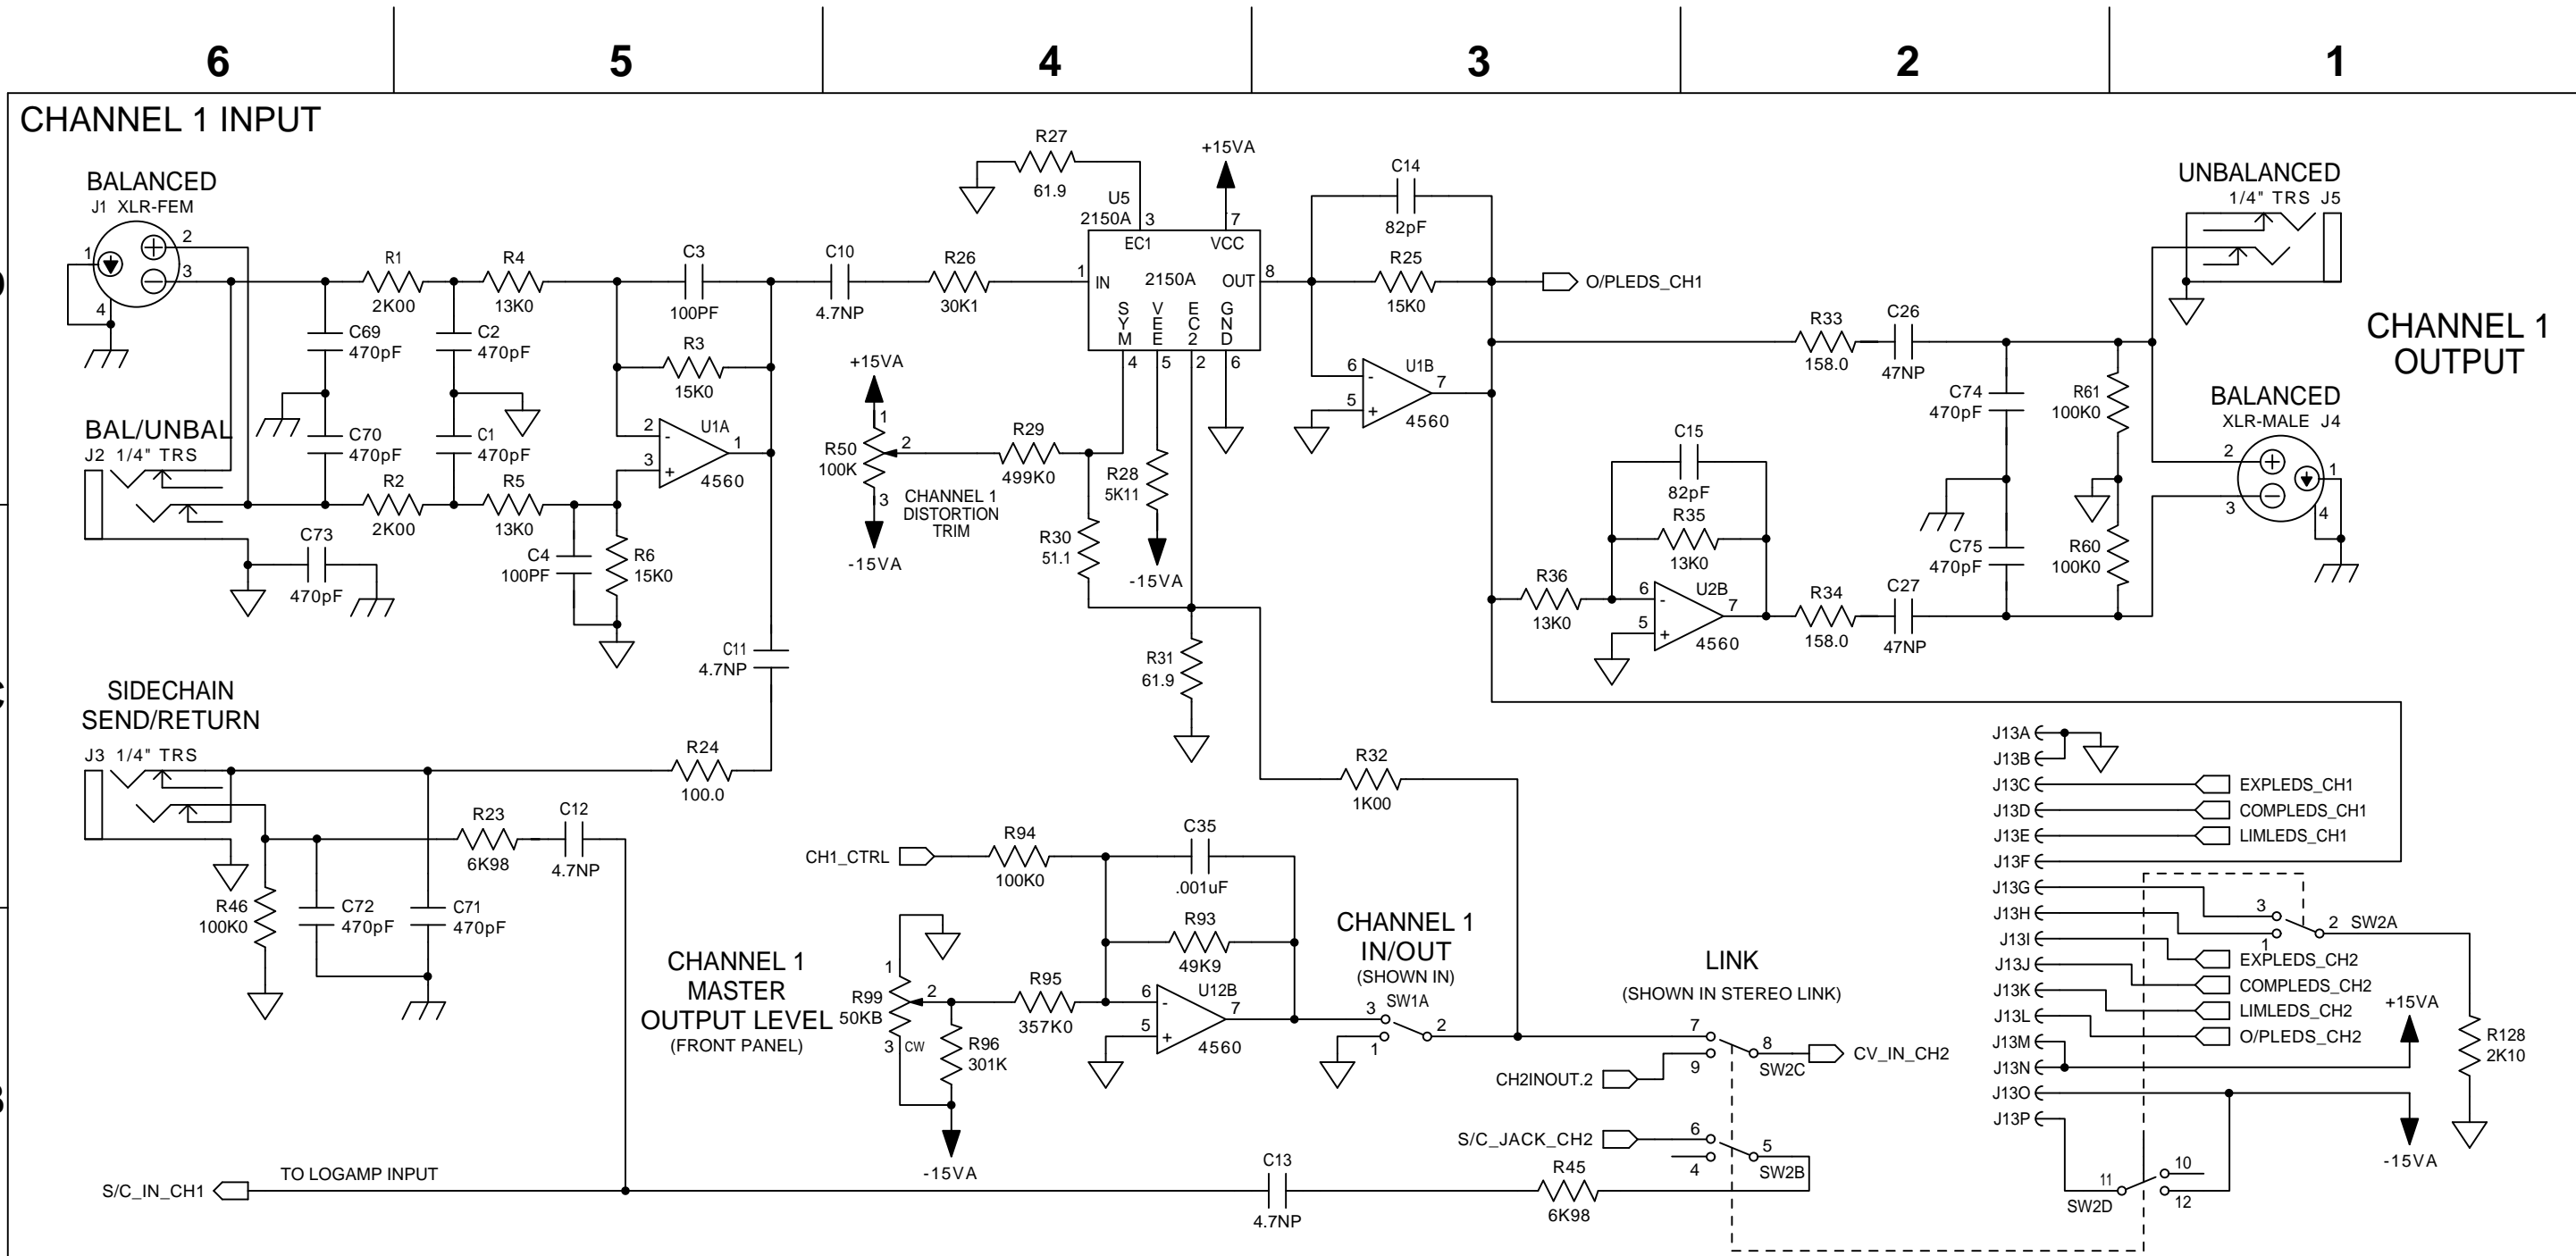 6 5 4 3 2 1
CHANNEL 1 INPUT
BALANCED
J1 XLR-FEM
1
2
3
4
R1
2K00
R4
13K0
C69
470pF
C2
470pF
C70
470pF
C1
470pF
BAL/UNBAL
J2 1/4" TRS
R2
2K00
R5
13K0
C73
470pF
C4
100PF
R6
15K0
C3
100PF
R3
15K0
U1A
2
-
3
+
1
4560
C10
4.7NP
R26
30K1
C11
4.7NP
R27
61.9
U5
2150A
3
+15VA
7
EC1
VCC
1
IN
2150A
OUT
8
SYM
VEE
EC2
GND
4
5
2
6
+15VA
1
R50
100K
2
3
-15VA
CHANNEL 1
DISTORTION
TRIM
R29
499K0
R28
5K11
-15VA
R30
51.1
R31
61.9
C14
82pF
R25
15K0
O/PLEDS_CH1
6
-
5
+
U1B
7
4560
R33
158.0
C26
47NP
C15
82pF
R35
13K0
R36
13K0
6
-
5
+
U2B
7
4560
R34
158.0
C27
47NP
C74
470pF
C75
470pF
R61
100K0
R60
100K0
UNBALANCED
1/4" TRS J5
CHANNEL 1
OUTPUT
BALANCED
XLR-MALE J4
2
3
1
4
SIDECHAIN
SEND/RETURN
J3 1/4" TRS
R24
100.0
R23
6K98
C12
4.7NP
R46
100K0
C72
470pF
C71
470pF
R32
1K00
CH1_CTRL
R94
100K0
C35
.001uF
R93
49K9
CHANNEL 1
MASTER
OUTPUT LEVEL
(FRONT PANEL)
1
R99
50KB
2
3
CW
R96
301K
-15VA
R95
357K0
6
-
5
+
U12B
7
4560
CHANNEL 1
IN/OUT
(SHOWN IN)
SW1A
3
1
2
LINK
(SHOWN IN STEREO LINK)
7
9
8
SW2C
CV_IN_CH2
CH2INOUT.2
S/C_JACK_CH2
6
4
5
SW2B
S/C_IN_CH1
TO LOGAMP INPUT
C13
4.7NP
R45
6K98
J13A
J13B
J13C
EXPLEDS_CH1
J13D
COMPLEDS_CH1
J13E
LIMLEDS_CH1
J13F
J13G
J13H
3
1
2
SW2A
J13I
EXPLEDS_CH2
J13J
COMPLEDS_CH2
J13K
LIMLEDS_CH2
J13L
O/PLEDS_CH2
J13M
J13N
+15VA
J13O
-15VA
J13P
R128
2K10
11
SW2D
10
12